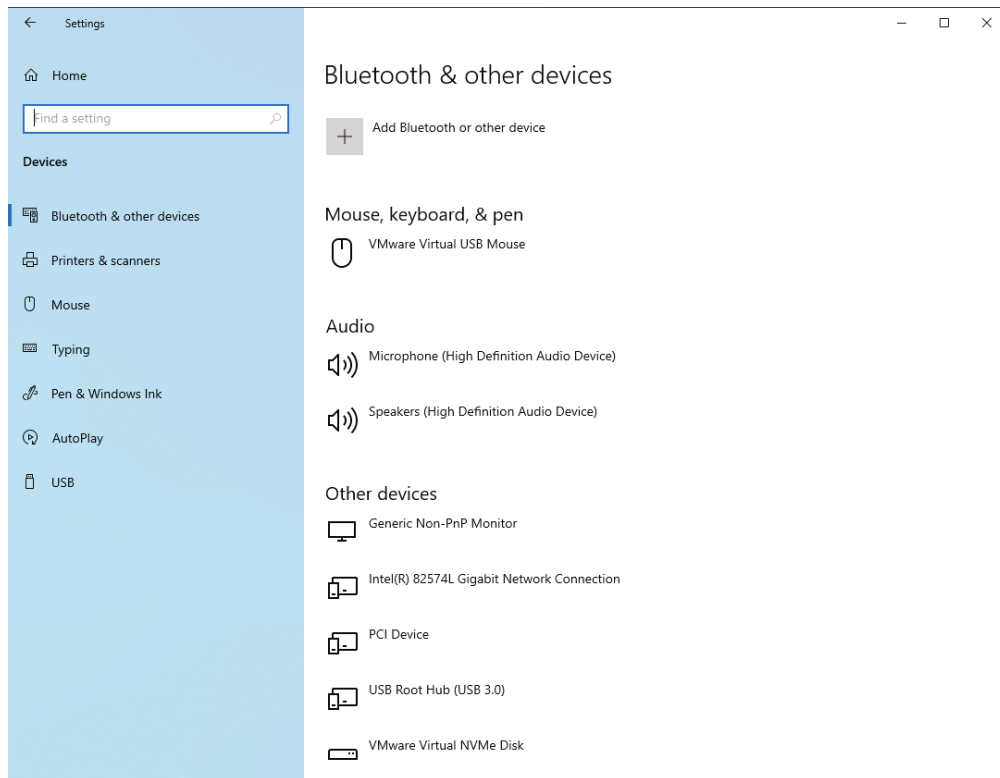 Settings
Home
Find a setting
Devices
Bluetooth & other devices
Printers & scanners
Mouse
Typing
Pen & Windows Ink
AutoPlay
USB
Bluetooth & other devices
Add Bluetooth or other device
Mouse, keyboard, & pen
VMware Virtual USB Mouse
Audio
Microphone (High Definition Audio Device)
Speakers (High Definition Audio Device)
Other devices
Generic Non-PnP Monitor
Intel(R) 82574L Gigabit Network Connection
PCI Device
USB Root Hub (USB 3.0)
VMware Virtual NVMe Disk